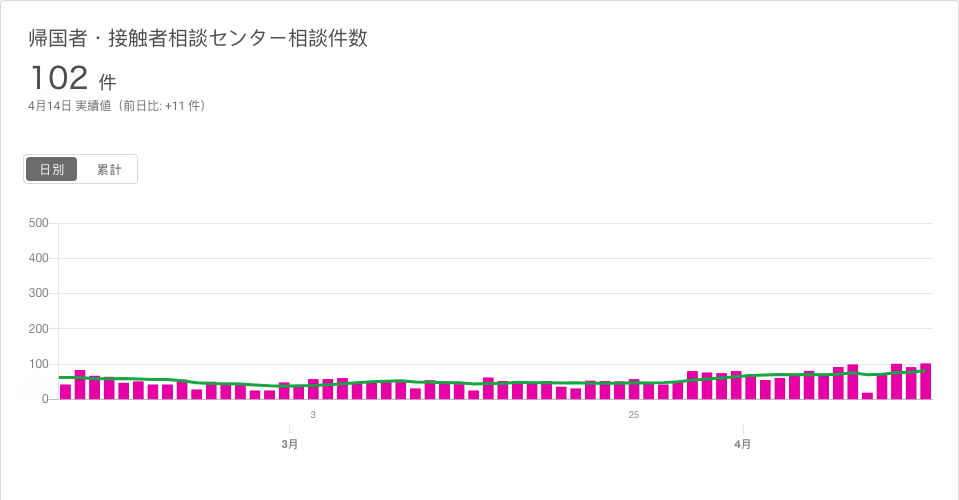 帰国者・接触者相談センター相談件数
102 件
4月14日 実績値（前日比: +11 件）
日別 累計
500
400
300
200
100
0
3 25
3月 4月